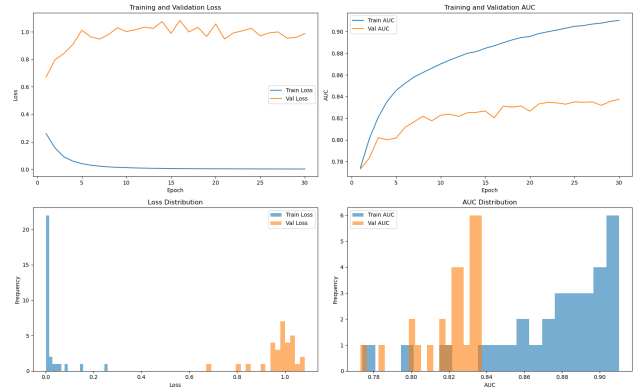 Training and Validation Loss
Loss
1.0
0.8
0.6
0.4
0.2
0.0
Train Loss
Val Loss
0 5 10 15 20 25 30
Epoch
Training and Validation AUC
AUC
0.90
0.88
0.86
0.84
0.82
0.80
0.78
Train AUC
Val AUC
0 5 10 15 20 25 30
Epoch
Loss Distribution
Frequency
20
15
10
5
0
Train Loss
Val Loss
0.0 0.2 0.4 0.6 0.8 1.0
Loss
AUC Distribution
Frequency
6
5
4
3
2
1
0
Train AUC
Val AUC
0.78 0.80 0.82 0.84 0.86 0.88 0.90
AUC